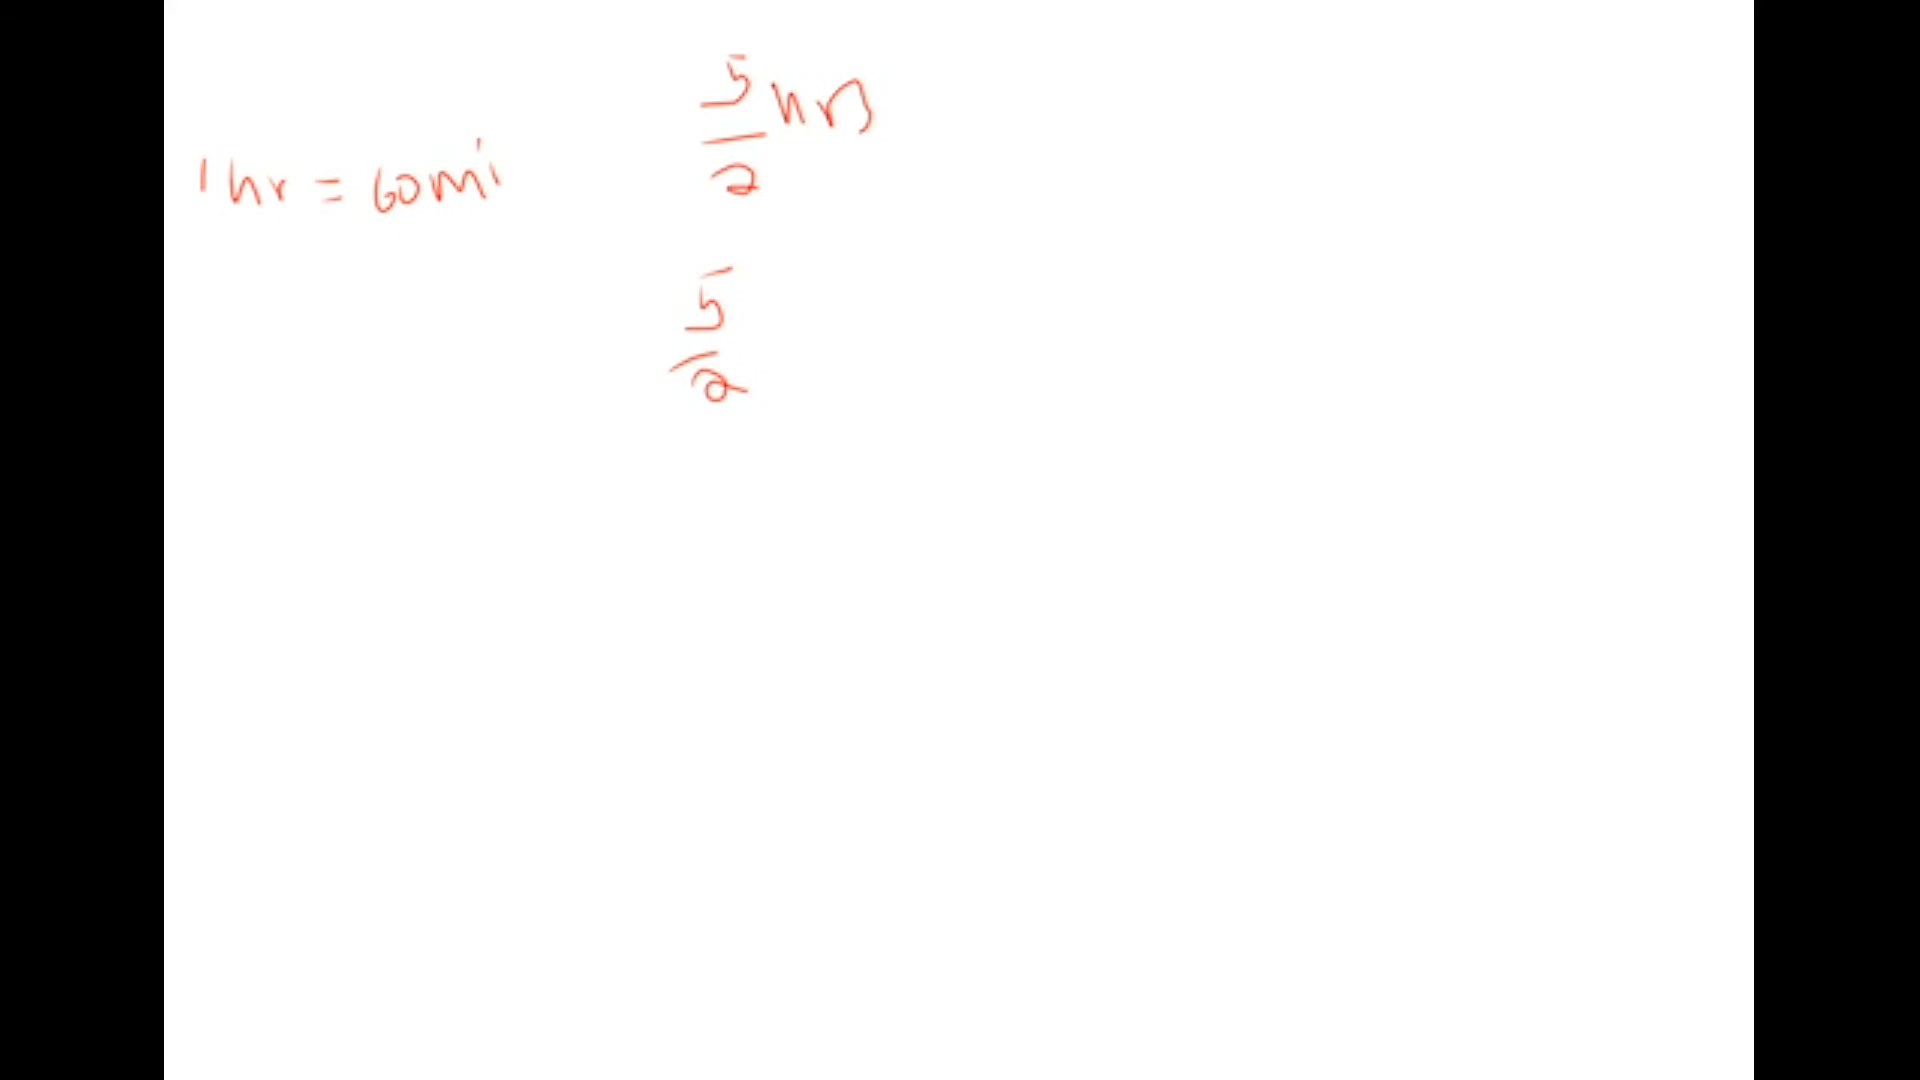 5/2 hrs
1 hr = 60mi
5/2